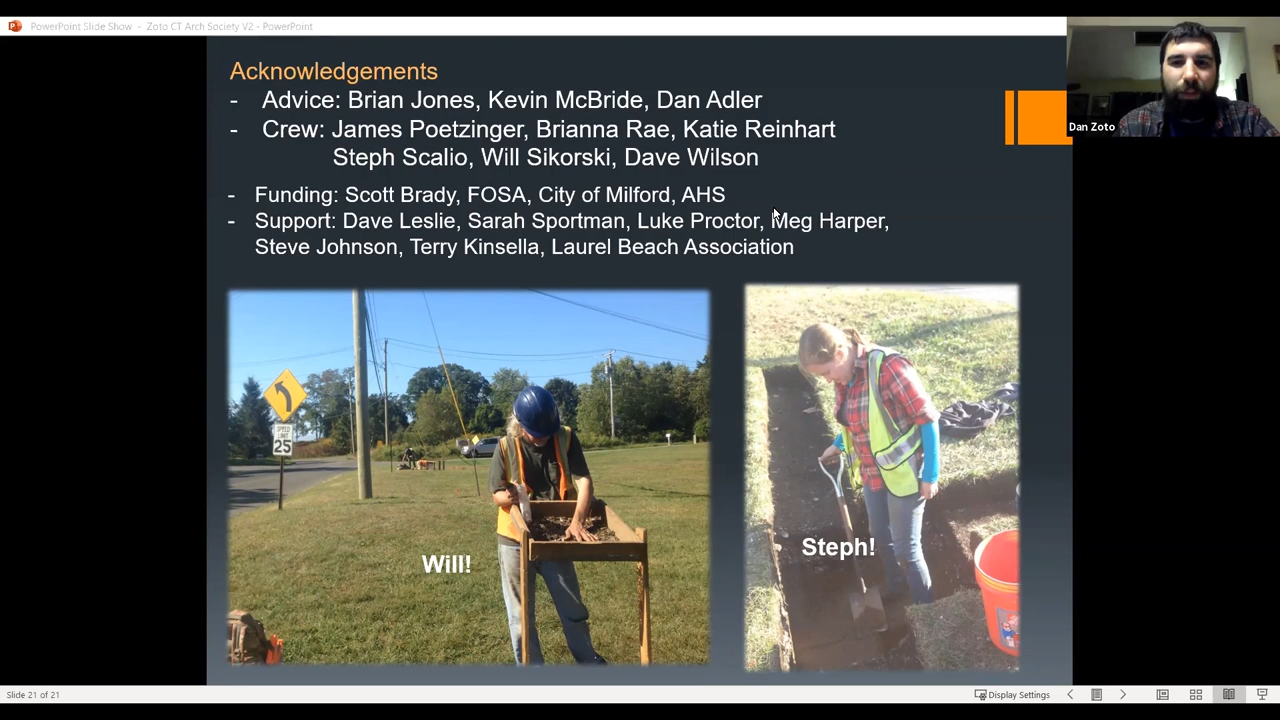 PowerPoint Slide Show - Zoto CT Arch Society V2 - PowerPoint
Acknowledgements
- Advice: Brian Jones, Kevin McBride, Dan Adler
- Crew: James Poetzinger, Brianna Rae, Katie Reinhart
Steph Scalio, Will Sikorski, Dave Wilson
- Funding: Scott Brady, FOSA, City of Milford, AHS
- Support: Dave Leslie, Sarah Sportman, Luke Proctor, Meg Harper,
Steve Johnson, Terry Kinsella, Laurel Beach Association
Dan Zoto
SPEED
LIMIT
25
Will!
Steph!
Slide 21 of 21
Display Settings